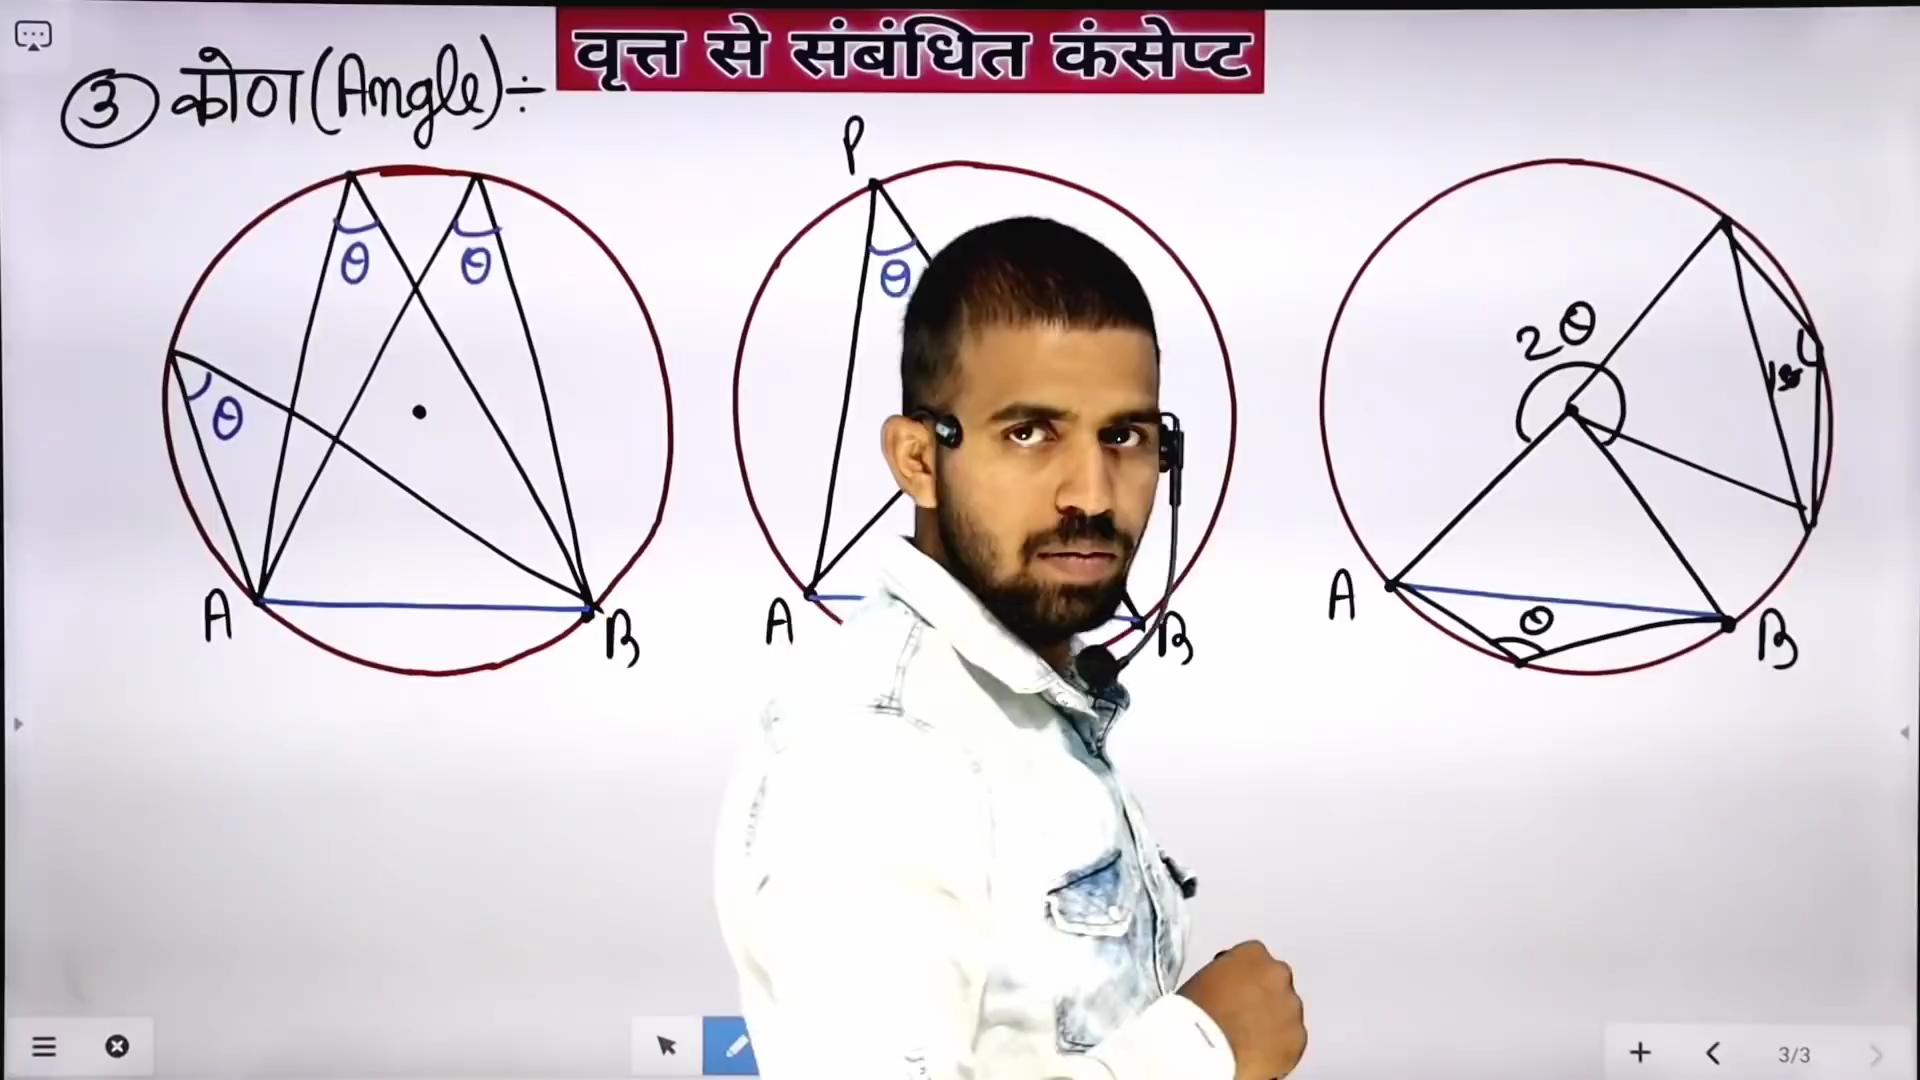 वृत्त से संबंधित कंसेप्ट
③ कोण (Angle) ÷
P
θ θ
θ
θ
2θ
A B
A B
A B
θ
3/3